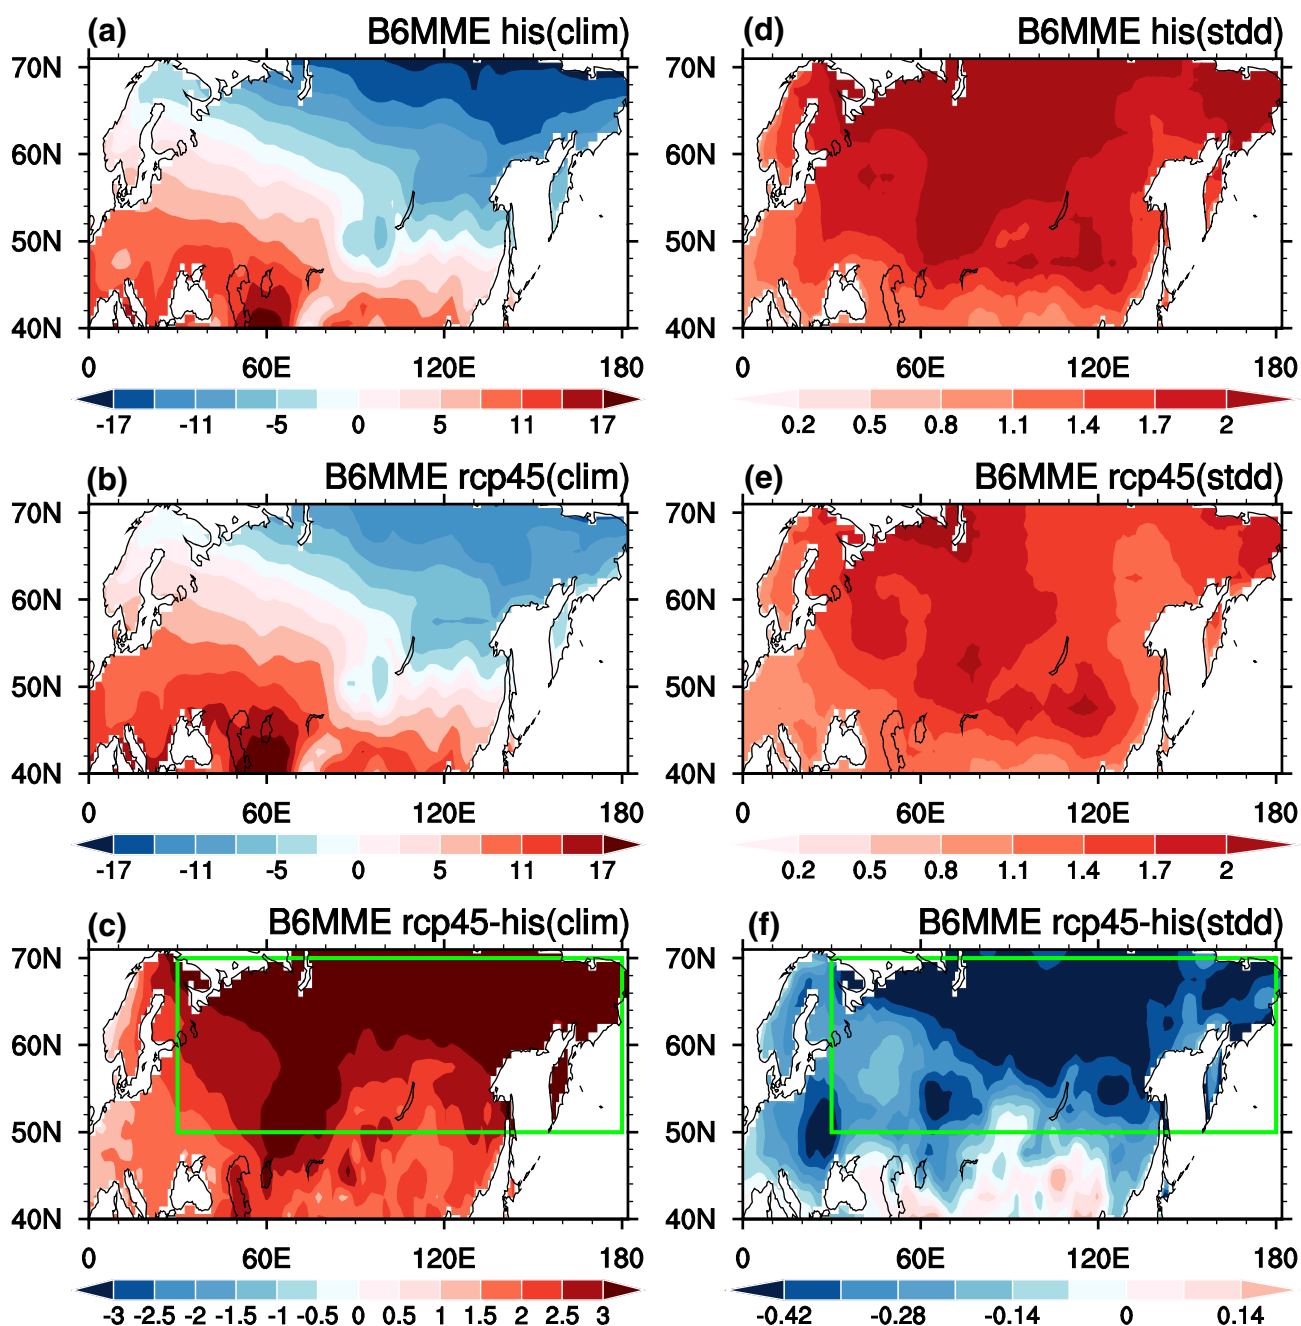 (a) B6MME his(clim)
70N
60N
50N
40N
0 60E 120E 180
-17 -11 -5 0 5 11 17
(d) B6MME his(stdd)
70N
60N
50N
40N
0 60E 120E 180
0.2 0.5 0.8 1.1 1.4 1.7 2
(b) B6MME rcp45(clim)
70N
60N
50N
40N
0 60E 120E 180
-17 -11 -5 0 5 11 17
(e) B6MME rcp45(stdd)
70N
60N
50N
40N
0 60E 120E 180
0.2 0.5 0.8 1.1 1.4 1.7 2
(c) B6MME rcp45-his(clim)
70N
60N
50N
40N
0 60E 120E 180
-3 -2.5 -2 -1.5 -1 -0.5 0 0.5 1 1.5 2 2.5 3
(f) B6MME rcp45-his(stdd)
70N
60N
50N
40N
0 60E 120E 180
-0.42 -0.28 -0.14 0 0.14